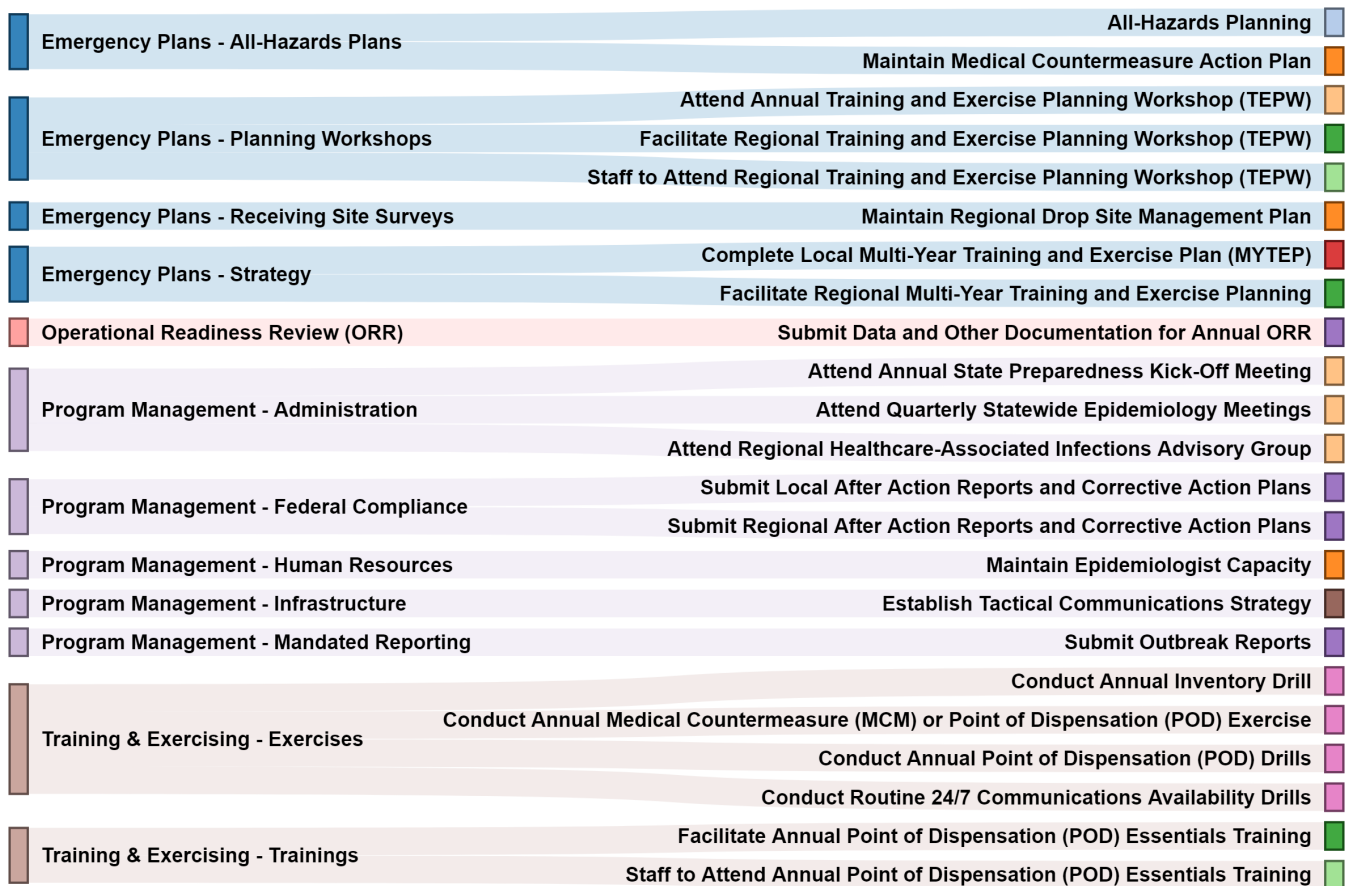 Emergency Plans - All-Hazards Plans
All-Hazards Planning
Maintain Medical Countermeasure Action Plan
Emergency Plans - Planning Workshops
Attend Annual Training and Exercise Planning Workshop (TEPW)
Facilitate Regional Training and Exercise Planning Workshop (TEPW)
Staff to Attend Regional Training and Exercise Planning Workshop (TEPW)
Emergency Plans - Receiving Site Surveys
Maintain Regional Drop Site Management Plan
Emergency Plans - Strategy
Complete Local Multi-Year Training and Exercise Plan (MYTEP)
Facilitate Regional Multi-Year Training and Exercise Planning
Operational Readiness Review (ORR)
Submit Data and Other Documentation for Annual ORR
Program Management - Administration
Attend Annual State Preparedness Kick-Off Meeting
Attend Quarterly Statewide Epidemiology Meetings
Attend Regional Healthcare-Associated Infections Advisory Group
Program Management - Federal Compliance
Submit Local After Action Reports and Corrective Action Plans
Submit Regional After Action Reports and Corrective Action Plans
Program Management - Human Resources
Maintain Epidemiologist Capacity
Program Management - Infrastructure
Establish Tactical Communications Strategy
Program Management - Mandated Reporting
Submit Outbreak Reports
Training & Exercising - Exercises
Conduct Annual Inventory Drill
Conduct Annual Medical Countermeasure (MCM) or Point of Dispensation (POD) Exercise
Conduct Annual Point of Dispensation (POD) Drills
Conduct Routine 24/7 Communications Availability Drills
Training & Exercising - Trainings
Facilitate Annual Point of Dispensation (POD) Essentials Training
Staff to Attend Annual Point of Dispensation (POD) Essentials Training